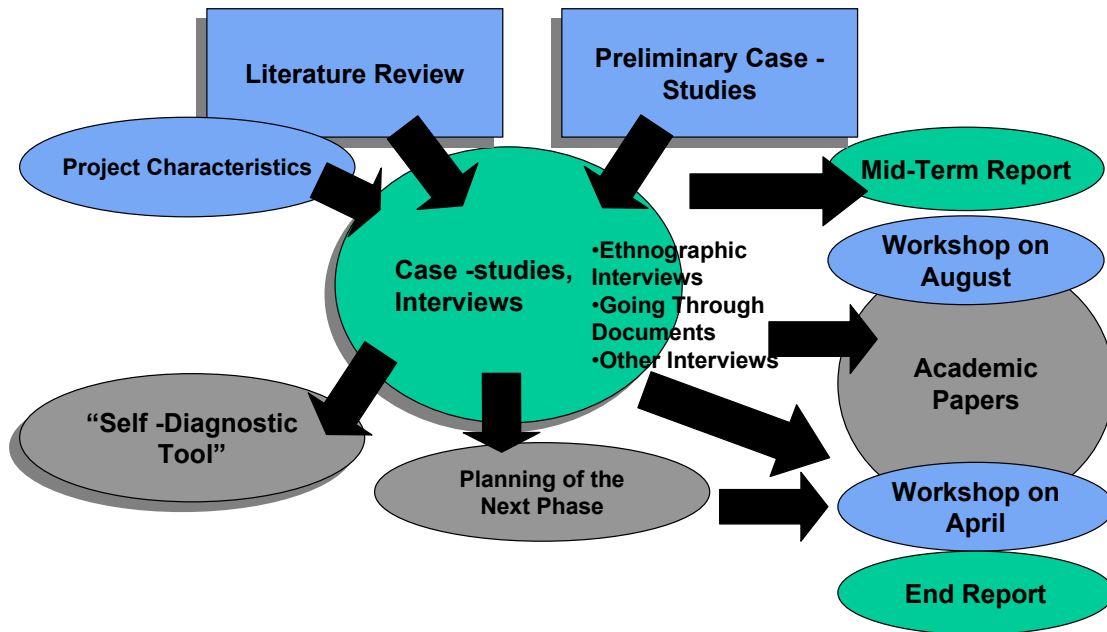 Literature Review
Preliminary Case -
Studies
Project Characteristics
Mid-Term Report
Workshop on
August
Case -studies,
Interviews
•Ethnographic
Interviews
•Going Through
Documents
•Other Interviews
Academic
Papers
“Self -Diagnostic
Tool”
Planning of the
Next Phase
Workshop on
April
End Report